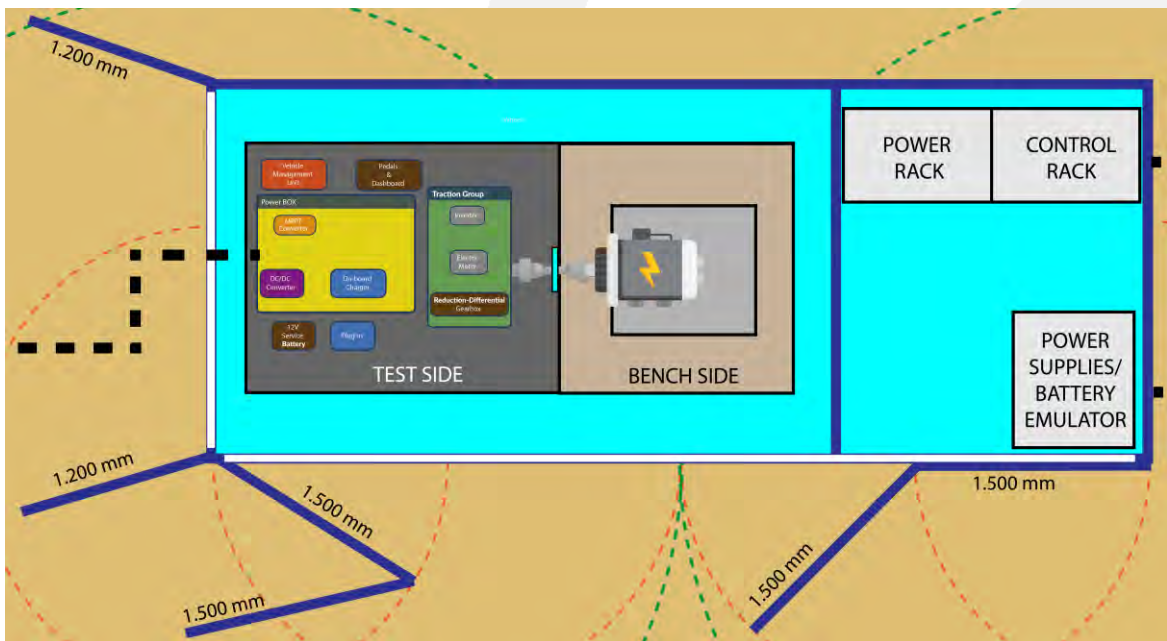 1.200 mm
Vehicle
Management
Unit
Pedals
&
Dashboard
Power BOX
MPPT
Converter
DC/DC
Converter
On-board
Charger
12V
Service
Battery
Traction Group
Inverter
Electric
Motor
Reduction-Differential
Gearbox
TEST SIDE
BENCH SIDE
POWER
RACK
CONTROL
RACK
POWER
SUPPLIES/
BATTERY
EMULATOR
1.200 mm
1.500 mm
1.500 mm
1.500 mm
1.500 mm